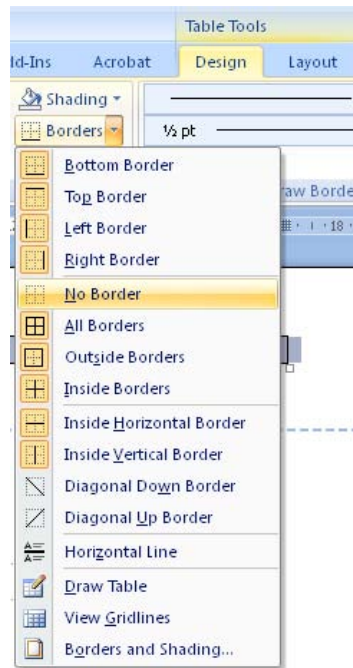 Table Tools
Add-Ins Acrobat Design Layout
Shading
Borders ½ pt
Bottom Border
Top Border
Left Border
Right Border
18
No Border
All Borders
Outside Borders
Inside Borders
Inside Horizontal Border
Inside Vertical Border
Diagonal Down Border
Diagonal Up Border
Horizontal Line
Draw Table
View Gridlines
Borders and Shading...